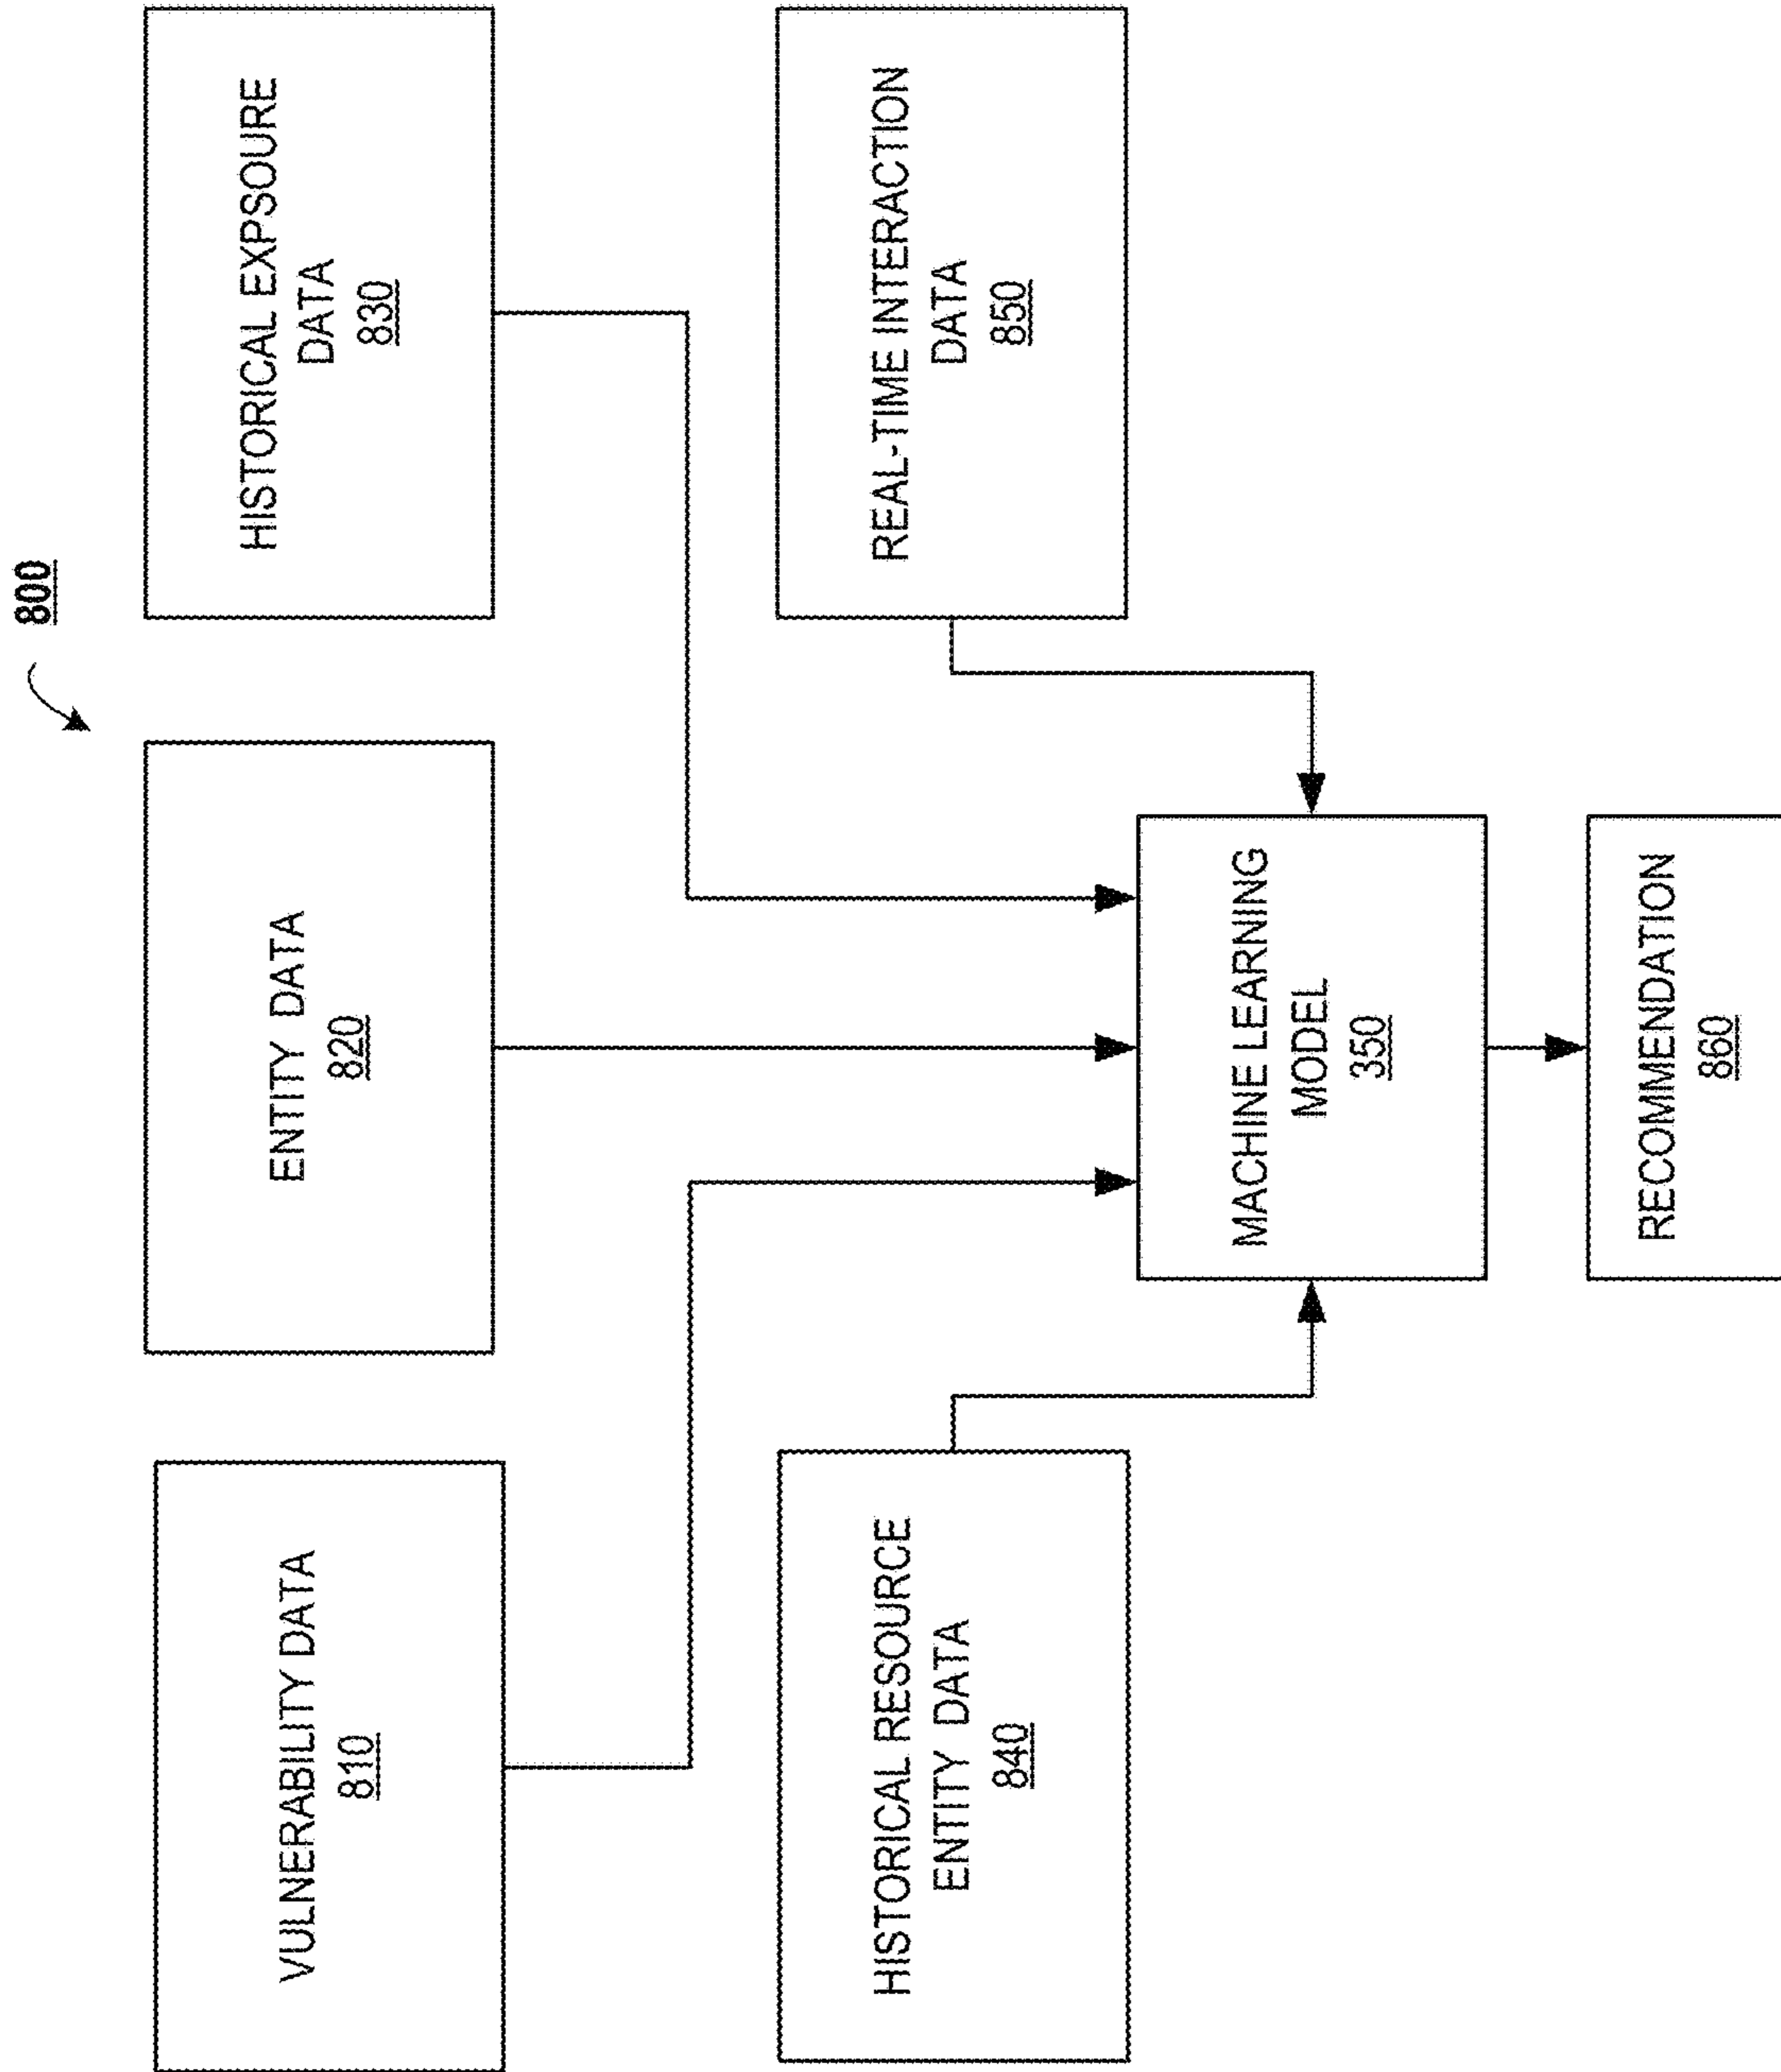 800
VULNERABILITY DATA
810
ENTITY DATA
820
HISTORICAL EXPSOURE
DATA
830
HISTORICAL RESOURCE
ENTITY DATA
840
REAL-TIME INTERACTION
DATA
850
MACHINE LEARNING
MODEL
350
RECOMMENDATION
860